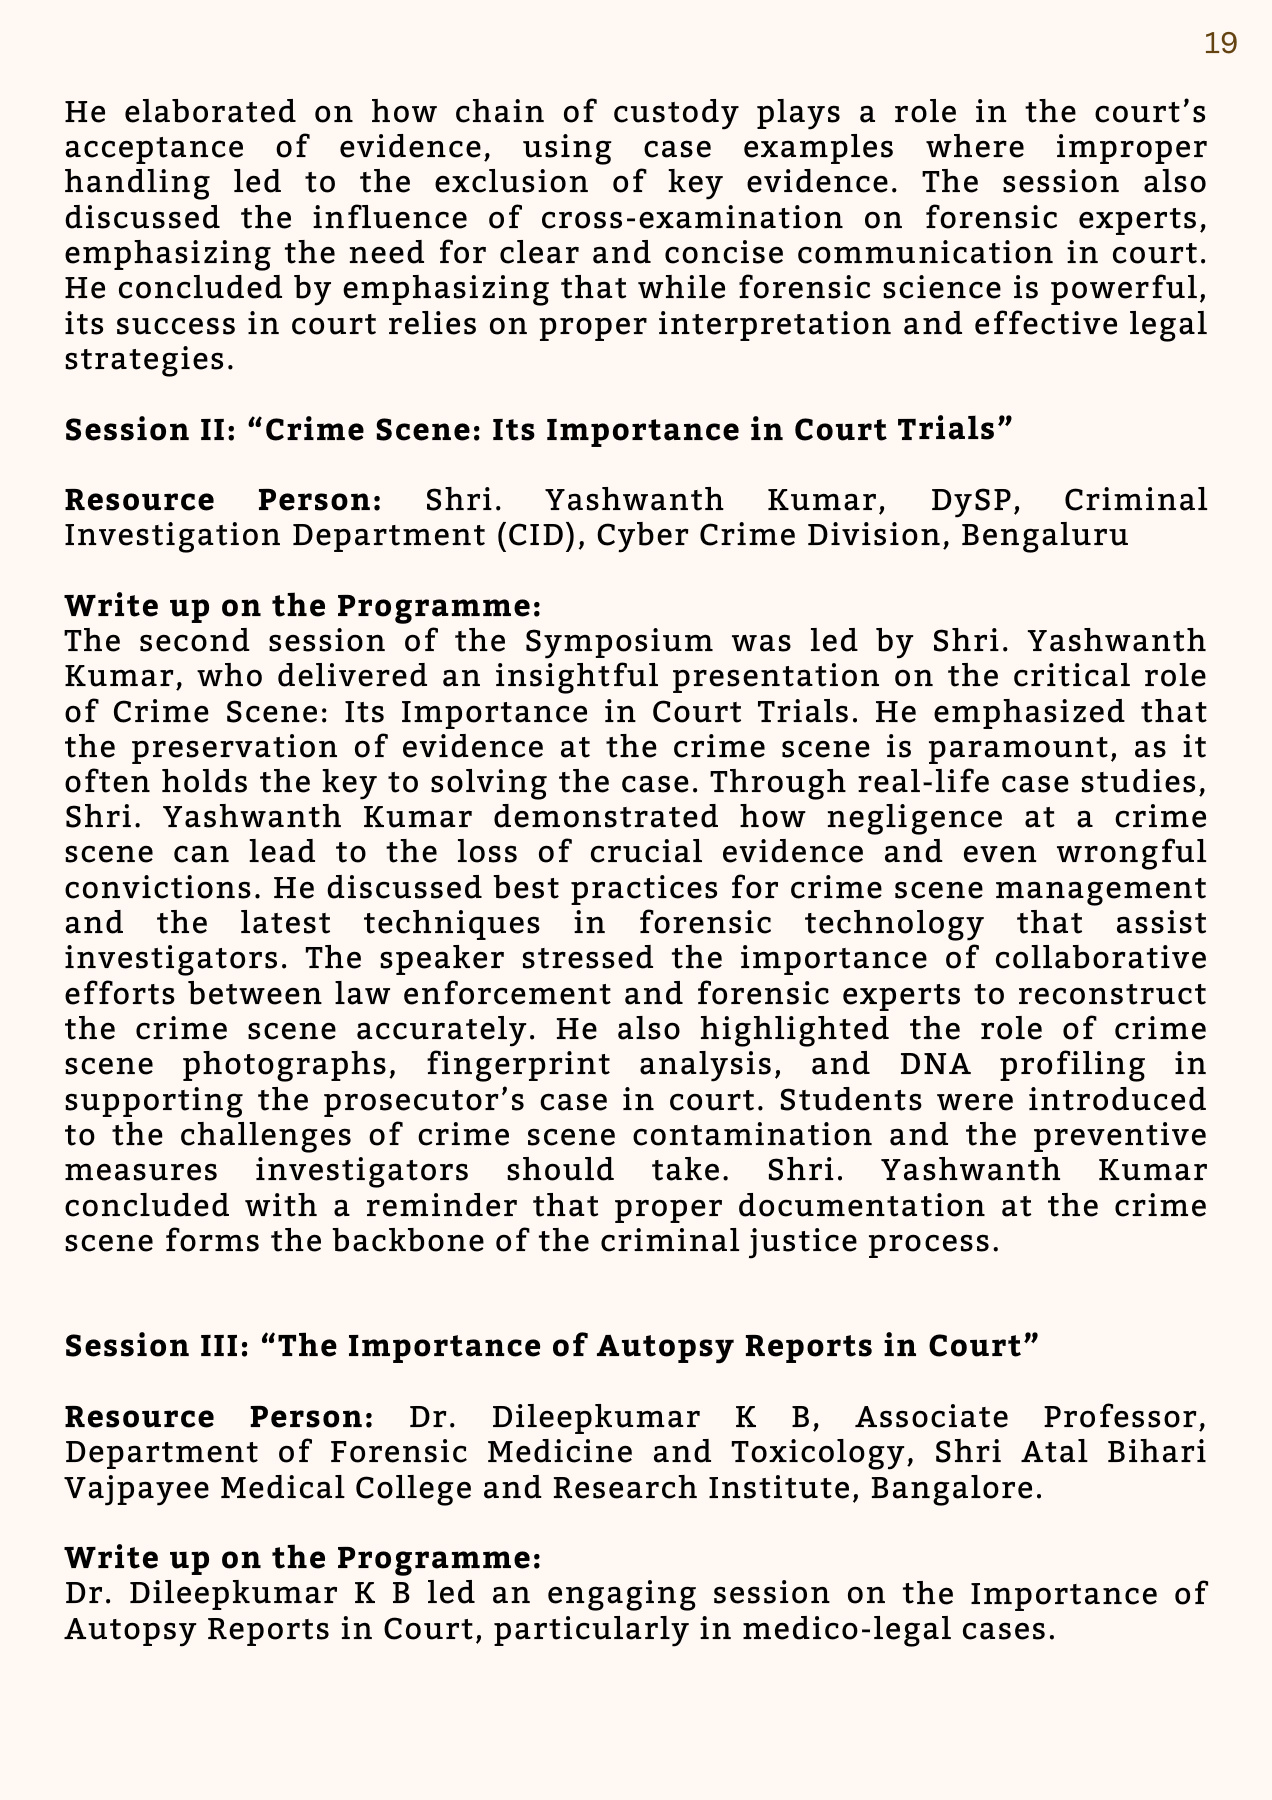 19
He elaborated on how chain of custody plays a role in the court’s
acceptance of evidence, using case examples where improper
handling led to the exclusion of key evidence. The session also
discussed the influence of cross-examination on forensic experts,
emphasizing the need for clear and concise communication in court.
He concluded by emphasizing that while forensic science is powerful,
its success in court relies on proper interpretation and effective legal
strategies.
Session II: “Crime Scene: Its Importance in Court Trials”
Resource Person: Shri. Yashwanth Kumar, DySP, Criminal
Investigation Department (CID), Cyber Crime Division, Bengaluru
Write up on the Programme:
The second session of the Symposium was led by Shri. Yashwanth
Kumar, who delivered an insightful presentation on the critical role
of Crime Scene: Its Importance in Court Trials. He emphasized that
the preservation of evidence at the crime scene is paramount, as it
often holds the key to solving the case. Through real-life case studies,
Shri. Yashwanth Kumar demonstrated how negligence at a crime
scene can lead to the loss of crucial evidence and even wrongful
convictions. He discussed best practices for crime scene management
and the latest techniques in forensic technology that assist
investigators. The speaker stressed the importance of collaborative
efforts between law enforcement and forensic experts to reconstruct
the crime scene accurately. He also highlighted the role of crime
scene photographs, fingerprint analysis, and DNA profiling in
supporting the prosecutor’s case in court. Students were introduced
to the challenges of crime scene contamination and the preventive
measures investigators should take. Shri. Yashwanth Kumar
concluded with a reminder that proper documentation at the crime
scene forms the backbone of the criminal justice process.
Session III: “The Importance of Autopsy Reports in Court”
Resource Person: Dr. Dileepkumar K B, Associate Professor,
Department of Forensic Medicine and Toxicology, Shri Atal Bihari
Vajpayee Medical College and Research Institute, Bangalore.
Write up on the Programme:
Dr. Dileepkumar K B led an engaging session on the Importance of
Autopsy Reports in Court, particularly in medico-legal cases.